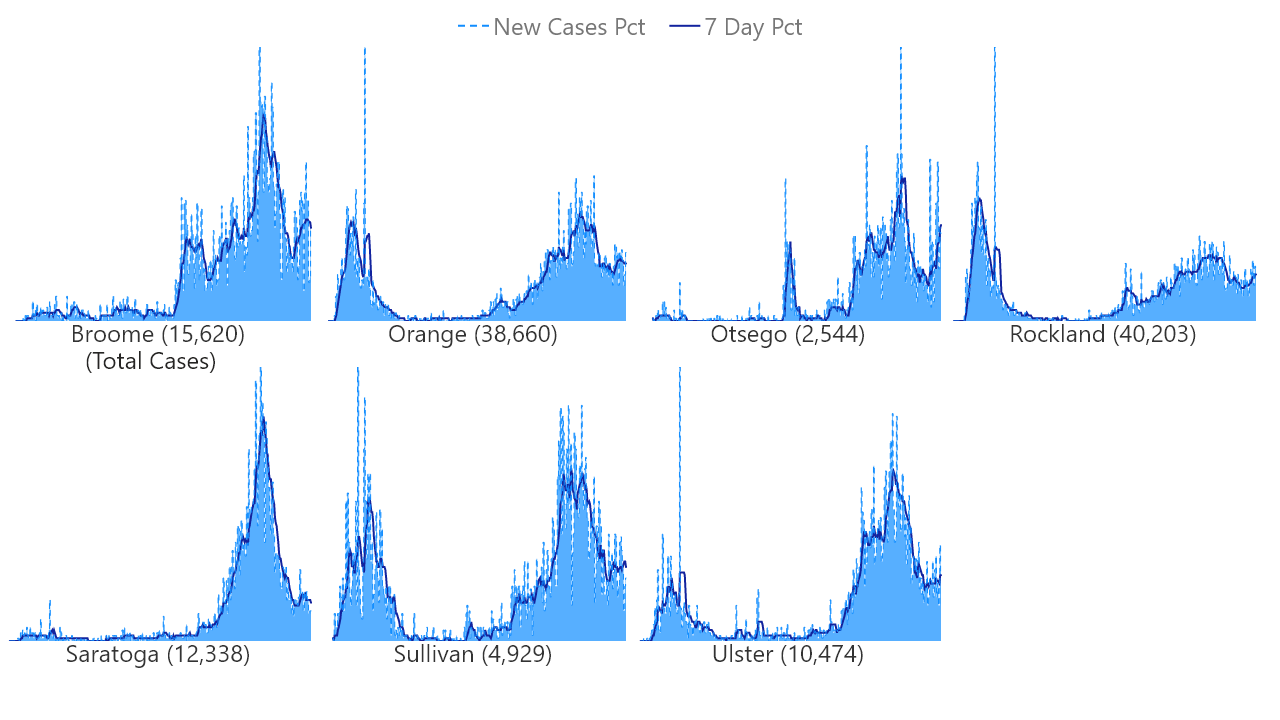 New Cases Pct 7 Day Pct
Broome (15,620)
(Total Cases)
Orange (38,660)
Otsego (2,544)
Rockland (40,203)
Saratoga (12,338)
Sullivan (4,929)
Ulster (10,474)